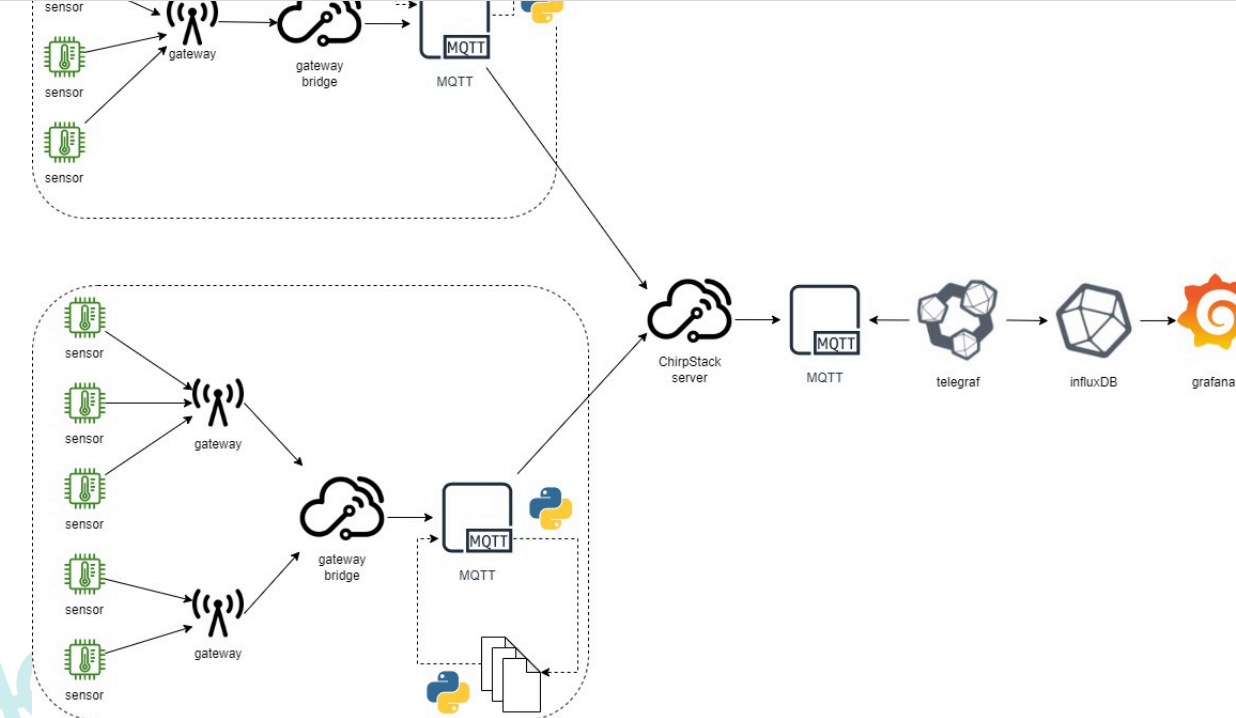 sensor
gateway
MQTT
sensor
gateway
bridge
MQTT
sensor
sensor
sensor
sensor
gateway
sensor
MQTT
gateway
bridge
MQTT
sensor
gateway
sensor
ChirpStack
server
MQTT
MQTT
telegraf
influxDB
grafana